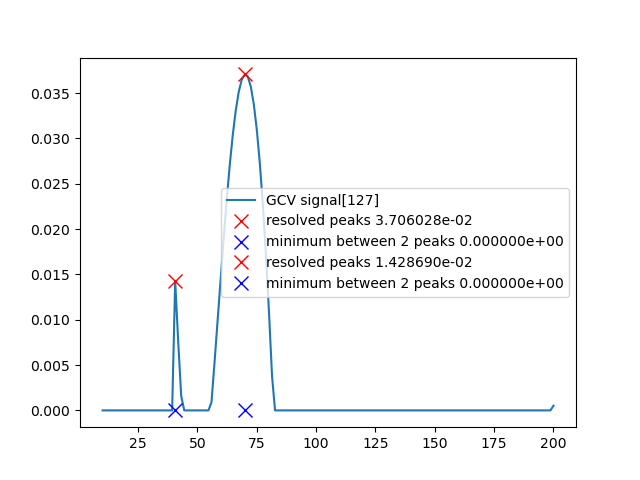 0.035
0.030
0.025
0.020
0.015
0.010
0.005
0.000
GCV signal[127]
resolved peaks 3.706028e-02
minimum between 2 peaks 0.000000e+00
resolved peaks 1.428690e-02
minimum between 2 peaks 0.000000e+00
25 50 75 100 125 150 175 200